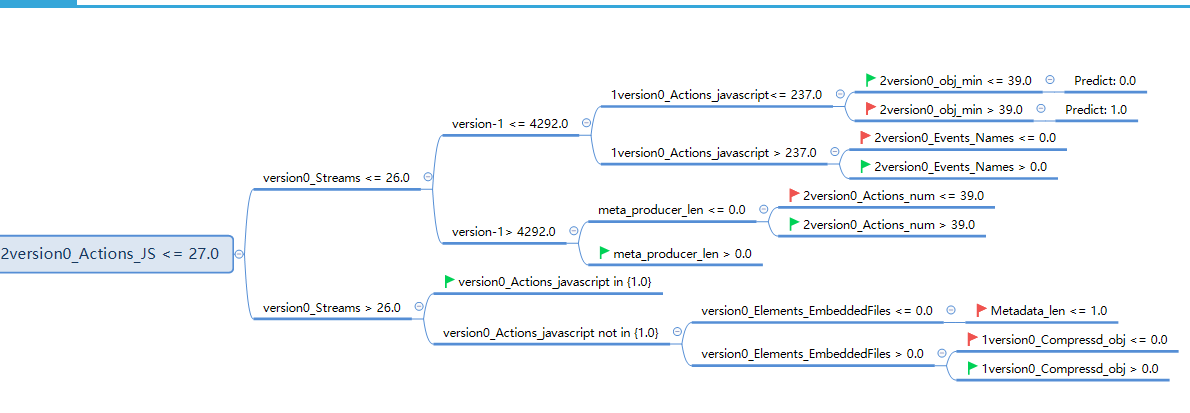 2version0_Actions_JS <= 27.0
version0_Streams <= 26.0
version-1 <= 4292.0
1version0_Actions_javascript<= 237.0
2version0_obj_min <= 39.0
Predict: 0.0
2version0_obj_min > 39.0
Predict: 1.0
1version0_Actions_javascript > 237.0
2version0_Events_Names <= 0.0
2version0_Events_Names > 0.0
version-1> 4292.0
meta_producer_len <= 0.0
2version0_Actions_num <= 39.0
2version0_Actions_num > 39.0
meta_producer_len > 0.0
version0_Streams > 26.0
version0_Actions_javascript in {1.0}
version0_Actions_javascript not in {1.0}
version0_Elements_EmbeddedFiles <= 0.0
Metadata_len <= 1.0
version0_Elements_EmbeddedFiles > 0.0
1version0_Compressd_obj <= 0.0
1version0_Compressd_obj > 0.0